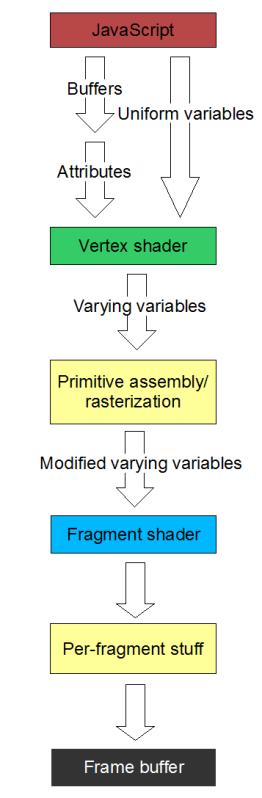 JavaScript
Buffers
Uniform variables
Attributes
Vertex shader
Varying variables
Primitive assembly/
rasterization
Modified varying variables
Fragment shader
Per-fragment stuff
Frame buffer